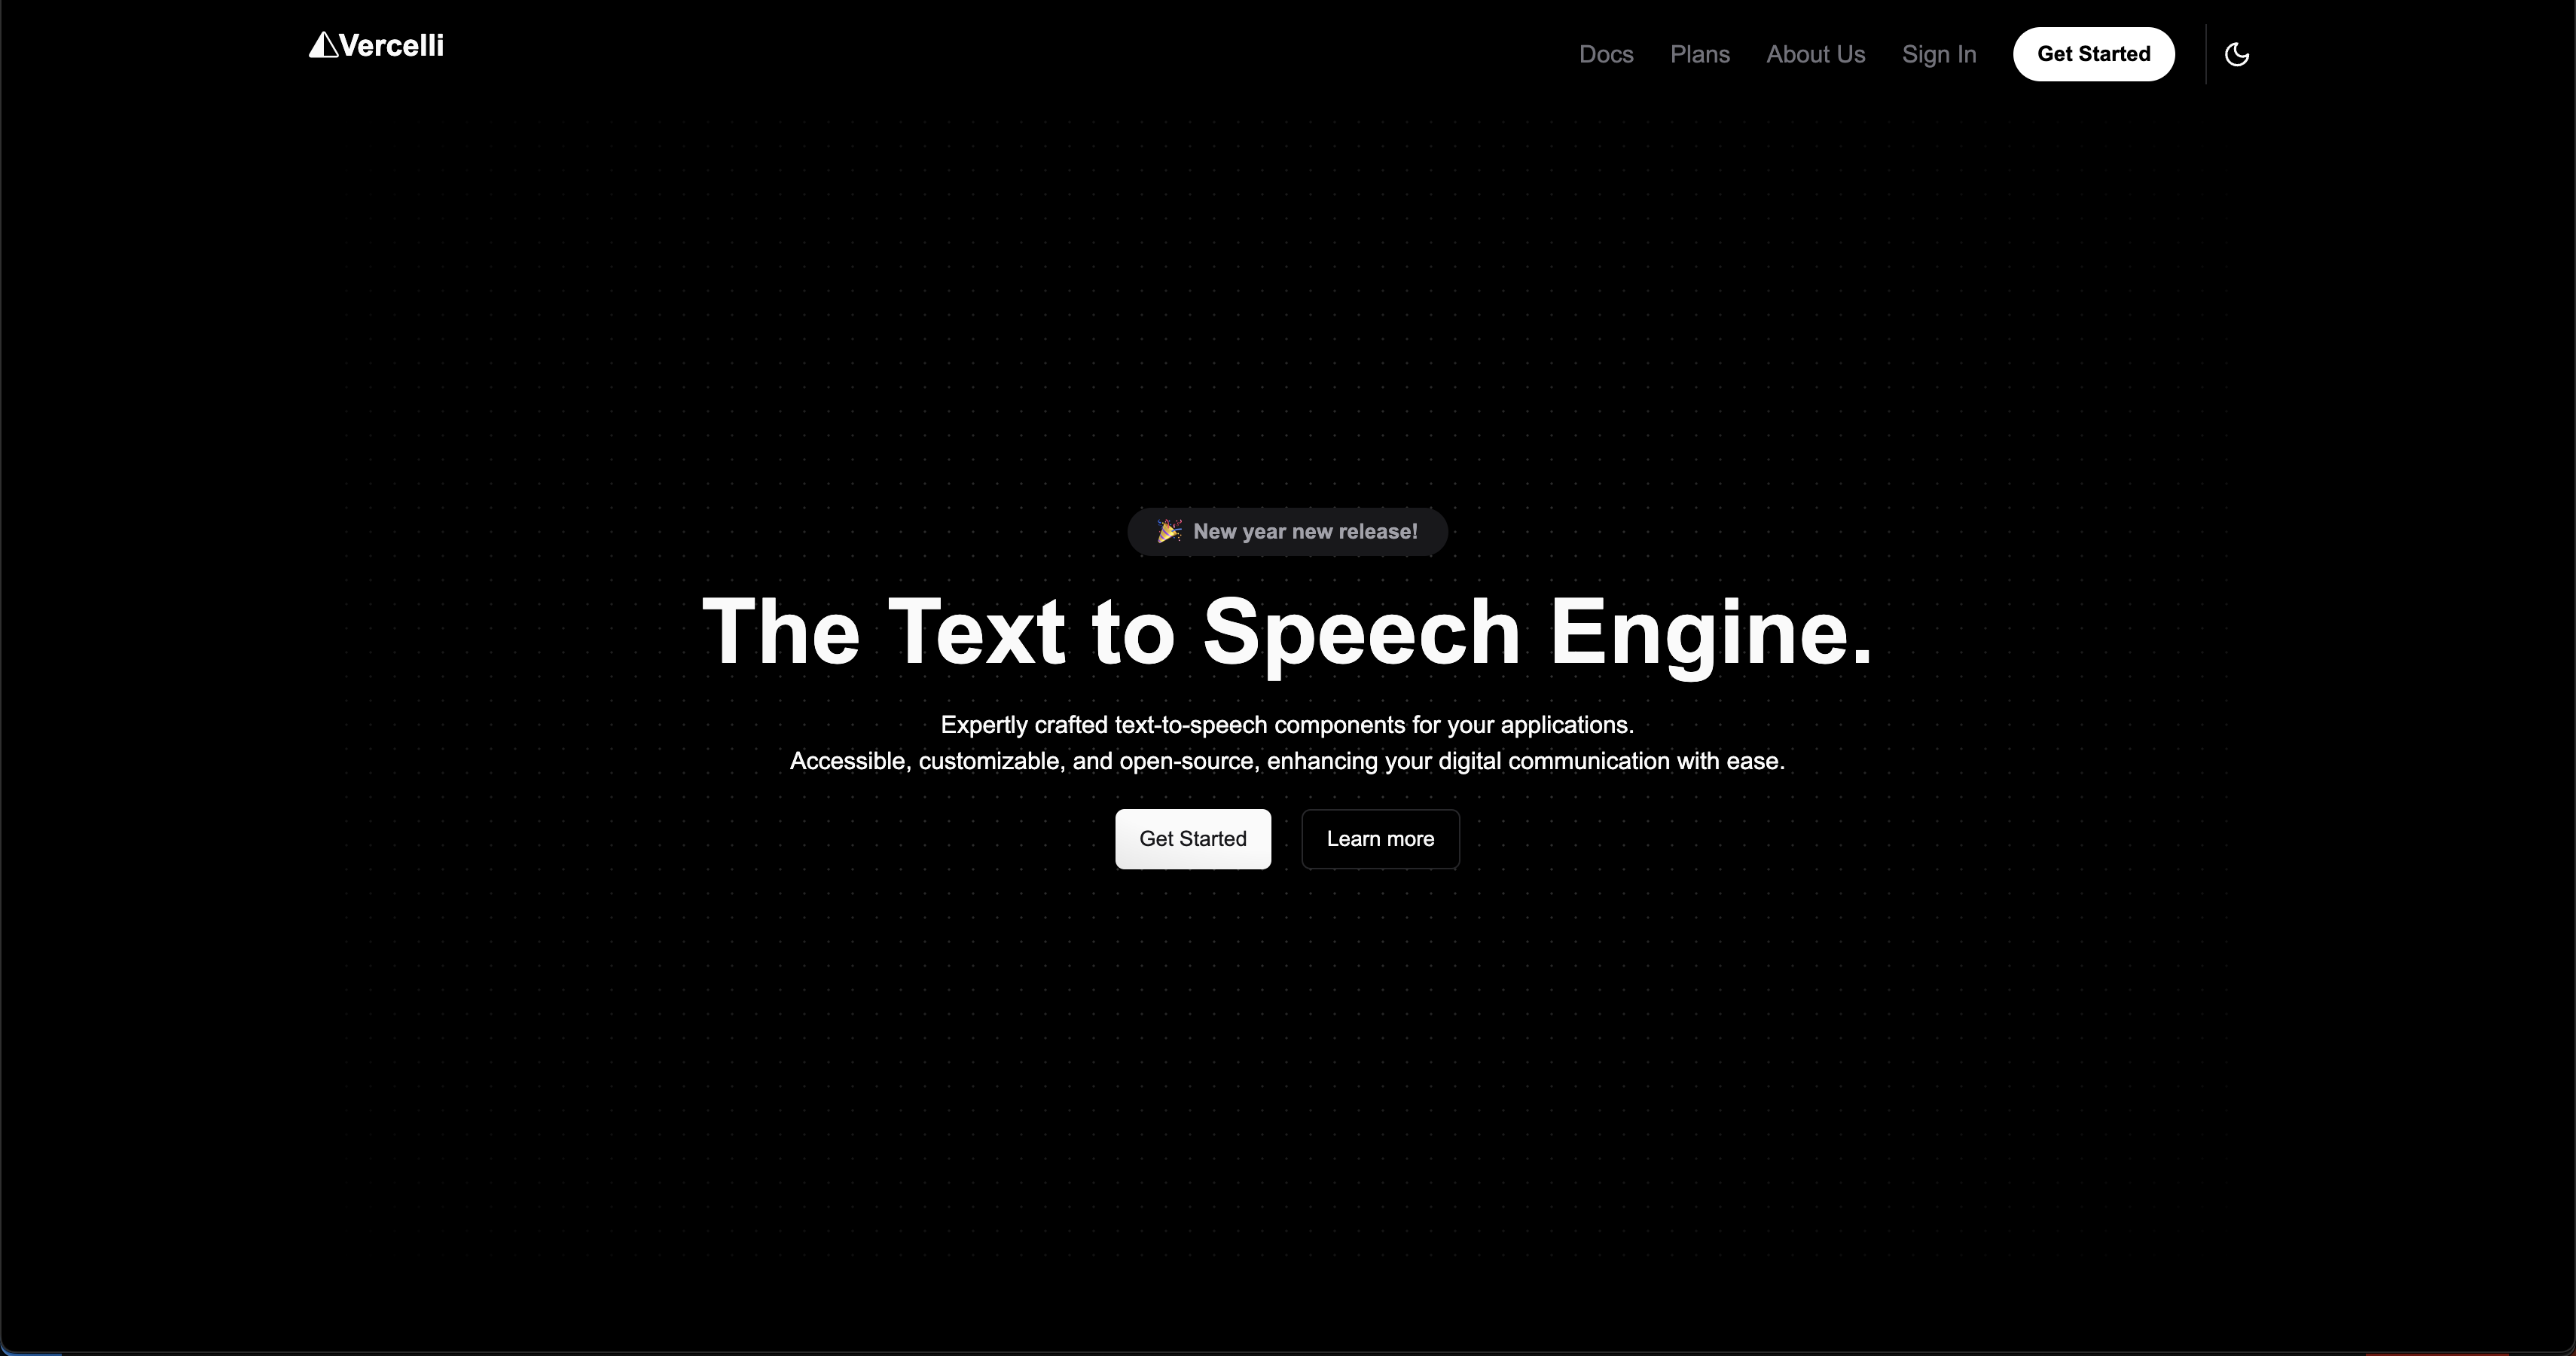 Vercelli
Docs
Plans
About Us
Sign In
Get Started
🎉 New year new release!
The Text to Speech Engine.
Expertly crafted text-to-speech components for your applications.
Accessible, customizable, and open-source, enhancing your digital communication with ease.
Get Started
Learn more